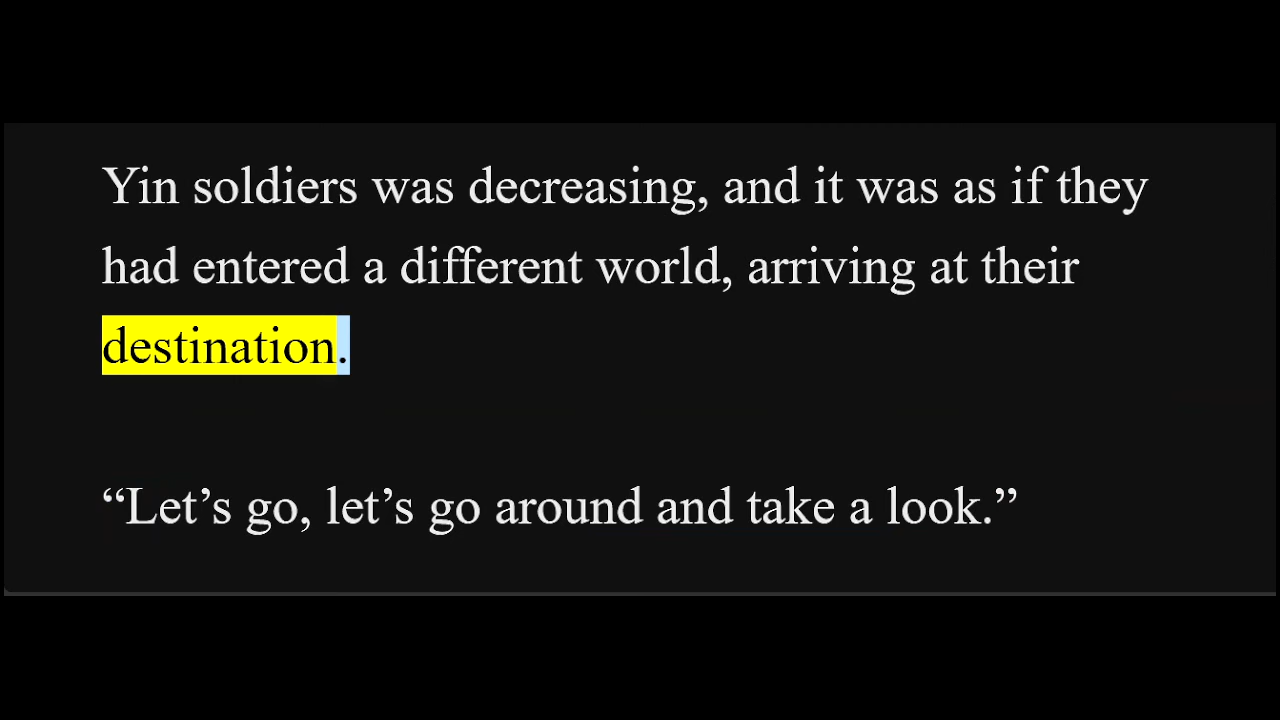 Yin soldiers was decreasing, and it was as if they
had entered a different world, arriving at their
destination.
“Let’s go, let’s go around and take a look.”